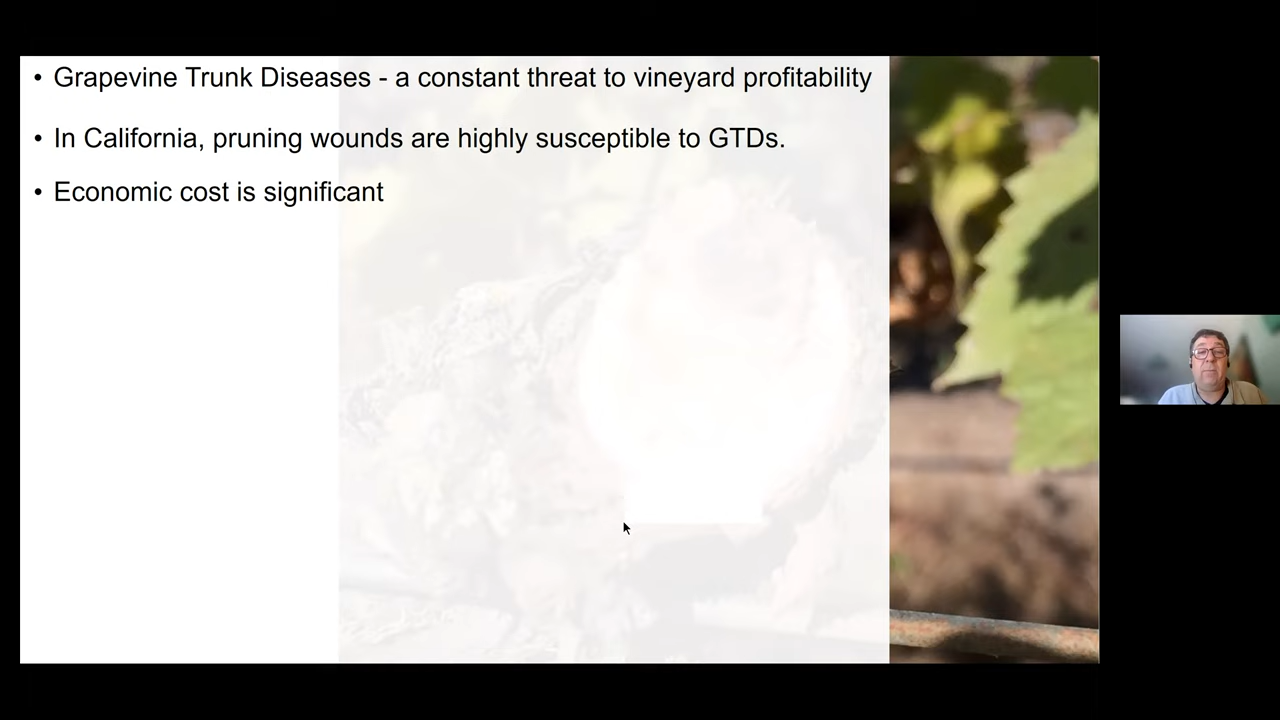 • Grapevine Trunk Diseases - a constant threat to vineyard profitability
• In California, pruning wounds are highly susceptible to GTDs.
• Economic cost is significant